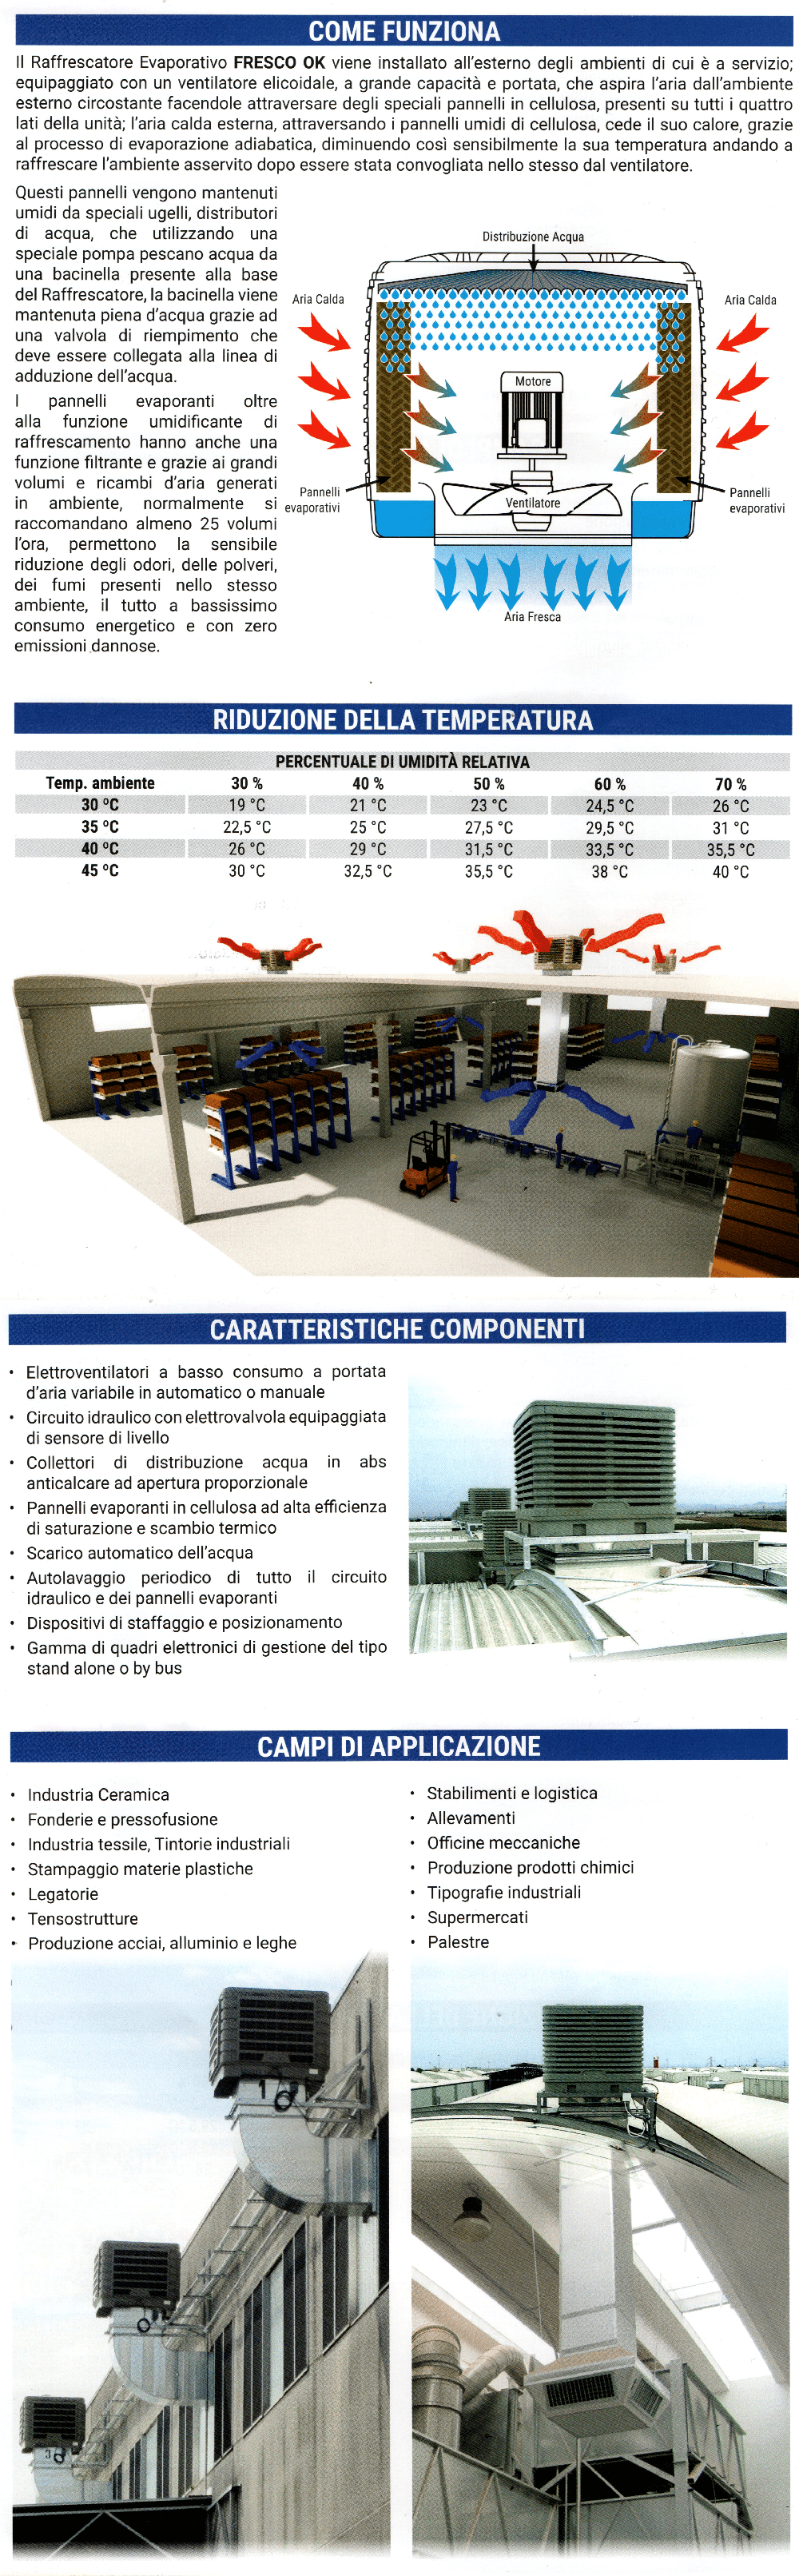 COME FUNZIONA
Il Raffrescatore Evaporativo FRESCO OK viene installato all'esterno degli ambienti di cui è a servizio;
equipaggiato con un ventilatore elicoidale, a grande capacità e portata, che aspira l'aria dall'ambiente
esterno circostante facendole attraversare degli speciali pannelli in cellulosa, presenti su tutti i quattro
lati della unità; l'aria calda esterna, attraversando i pannelli umidi di cellulosa, cede il suo calore, grazie
al processo di evaporazione adiabatica, diminuendo così sensibilmente la sua temperatura andando a
raffrescare l'ambiente asservito dopo essere stata convogliata nello stesso dal ventilatore.
Questi pannelli vengono mantenuti
umidi da speciali ugelli, distributori
di acqua, che utilizzando una
speciale pompa pescano acqua da
una bacinella presente alla base
del Raffrescatore, la bacinella viene
mantenuta piena d'acqua grazie ad
una valvola di riempimento che
deve essere collegata alla linea di
adduzione dell'acqua.
I pannelli evaporanti oltre
alla funzione umidificante di
raffrescamento hanno anche una
funzione filtrante e grazie ai grandi
volumi e ricambi d'aria generati
in ambiente, normalmente si
raccomandano almeno 25 volumi
l'ora, permettono la sensibile
riduzione degli odori, delle polveri,
dei fumi presenti nello stesso
ambiente, il tutto a bassissimo
consumo energetico e con zero
emissioni dannose.
Distribuzione Acqua
Aria Calda
Aria Calda
Motore
Pannelli
evaporativi
Ventilatore
Pannelli
evaporativi
Aria Fresca
RIDUZIONE DELLA TEMPERATURA
PERCENTUALE DI UMIDITÀ RELATIVA
Temp. ambiente 30 % 40 % 50 % 60 % 70 %
30 °C 19 °C 21 °C 23 °C 24,5 °C 26 °C
35 °C 22,5 °C 25 °C 27,5 °C 29,5 °C 31 °C
40 °C 26 °C 29 °C 31,5 °C 33,5 °C 35,5 °C
45 °C 30 °C 32,5 °C 35,5 °C 38 °C 40 °C
CARATTERISTICHE COMPONENTI
• Elettroventilatori a basso consumo a portata
d'aria variabile in automatico o manuale
• Circuito idraulico con elettrovalvola equipaggiata
di sensore di livello
• Collettori di distribuzione acqua in abs
anticalcare ad apertura proporzionale
• Pannelli evaporanti in cellulosa ad alta efficienza
di saturazione e scambio termico
• Scarico automatico dell'acqua
• Autolavaggio periodico di tutto il circuito
idraulico e dei pannelli evaporanti
• Dispositivi di staffaggio e posizionamento
• Gamma di quadri elettronici di gestione del tipo
stand alone o by bus
CAMPI DI APPLICAZIONE
• Industria Ceramica
• Fonderie e pressofusione
• Industria tessile, Tintorie industriali
• Stampaggio materie plastiche
• Legatorie
• Tensostrutture
• Produzione acciai, alluminio e leghe
• Stabilimenti e logistica
• Allevamenti
• Officine meccaniche
• Produzione prodotti chimici
• Tipografie industriali
• Supermercati
• Palestre
1
3